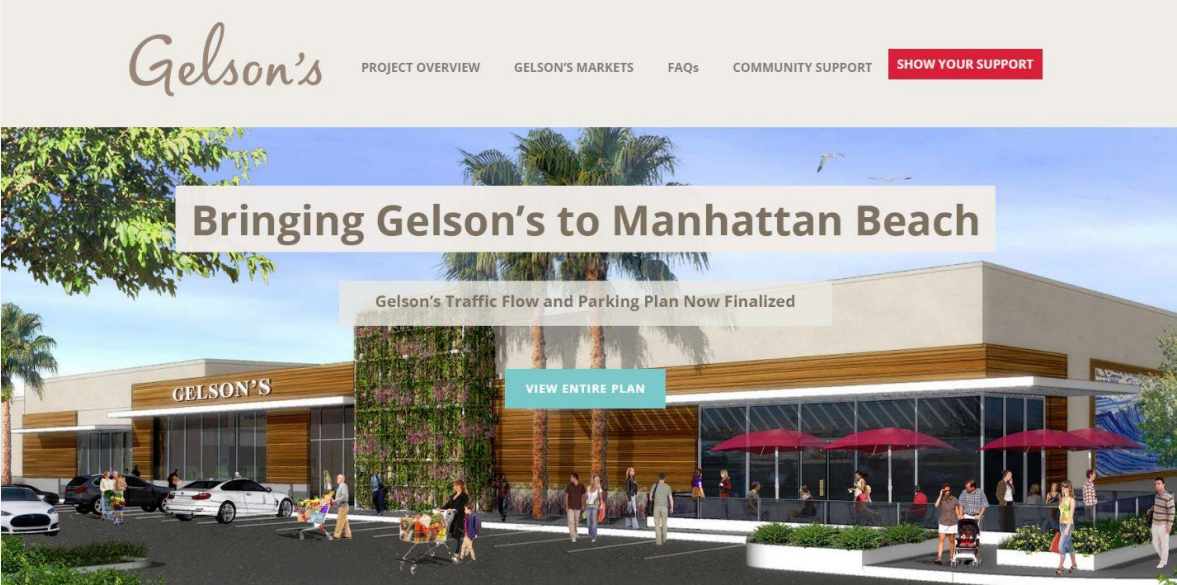 Gelson's
PROJECT OVERVIEW
GELSON'S MARKETS
FAQs
COMMUNITY SUPPORT
SHOW YOUR SUPPORT
Bringing Gelson's to Manhattan Beach
Gelson's Traffic Flow and Parking Plan Now Finalized
GELSON'S
VIEW ENTIRE PLAN